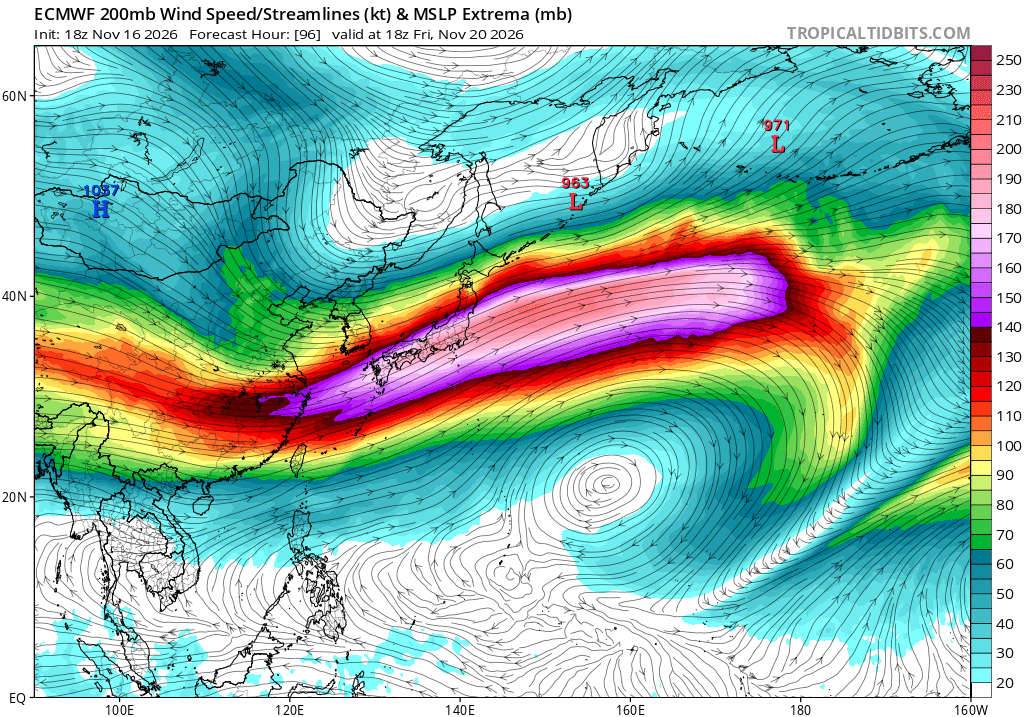 ECMWF 200mb Wind Speed/Streamlines (kt) & MSLP Extrema (mb)
Init: 18z Nov 16 2026 Forecast Hour: [96] valid at 18z Fri, Nov 20 2026
TROPICALTIDBITS.COM
250
230
210
200
190
180
170
160
150
140
130
120
110
100
90
80
70
60
50
40
30
20
60N
40N
20N
EQ
971
L
963
L
1037
H
100E
120E
140E
160E
180
160W